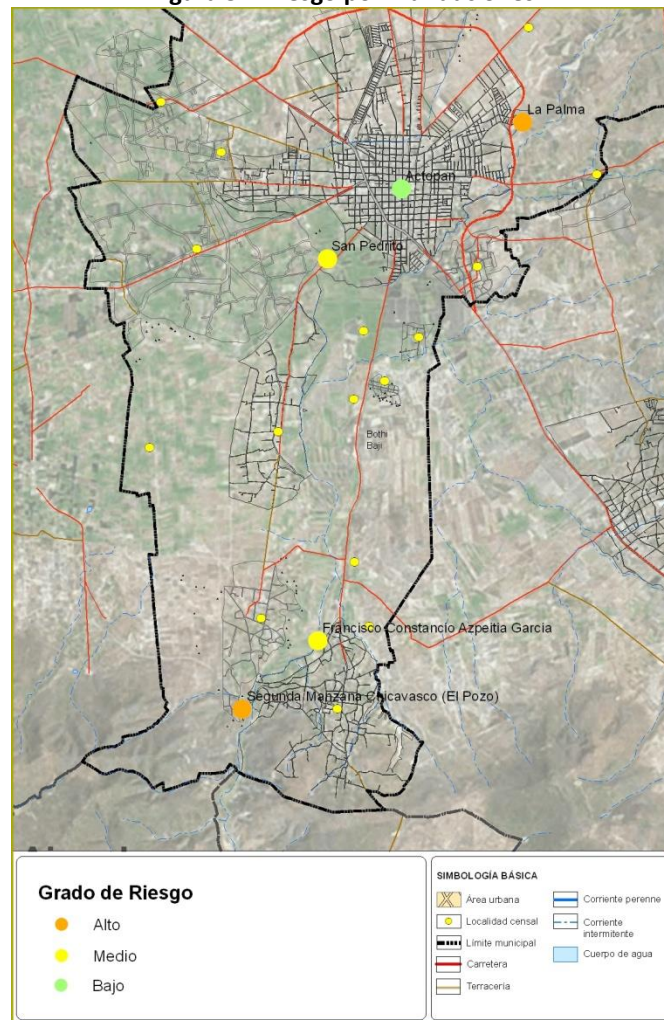 La Palma
Actopan
San Pedrito
Bothi
Baji
Francisco Constancio Azpeitia Garcia
Segunda Manzana Chicavasco (El Pozo)
Grado de Riesgo
Alto
Medio
Bajo
SIMBOLOGÍA BÁSICA
Área urbana
Localidad censal
Límite municipal
Carretera
Terracería
Corriente perenne
Corriente
intermitente
Cuerpo de agua